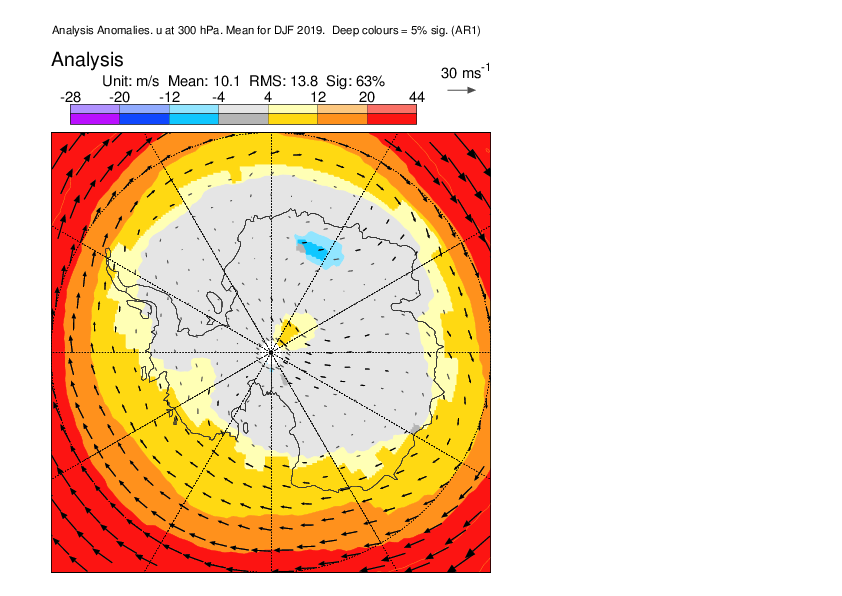 Analysis Anomalies. u at 300 hPa. Mean for DJF 2019.  Deep colours = 5% sig. (AR1)
Analysis
30 ms-1
Unit: m/s  Mean: 10.1  RMS: 13.8  Sig: 63%
-28 -20 -12 -4 4 12 20 44